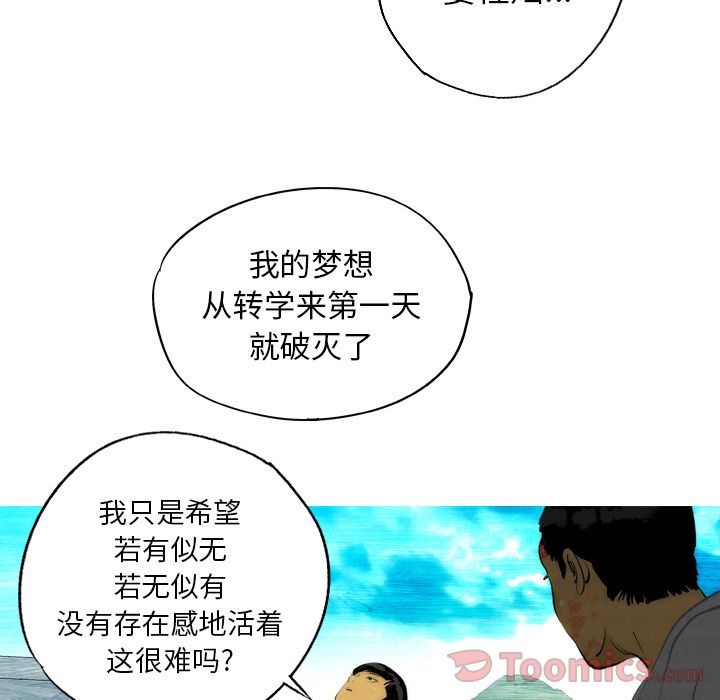 我的梦想
从转学来第一天
就破灭了
我只是希望
若有似无
若无似有
没有存在感地活着
这很难吗?
Toomics.com